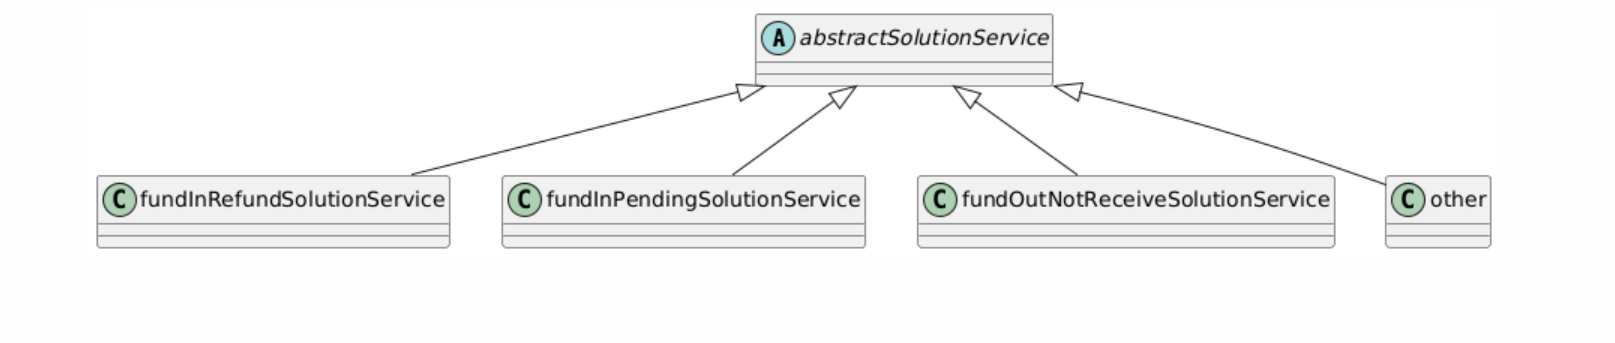 A abstractSolutionService
C fundInRefundSolutionService
C fundInPendingSolutionService
C fundOutNotReceiveSolutionService
C other